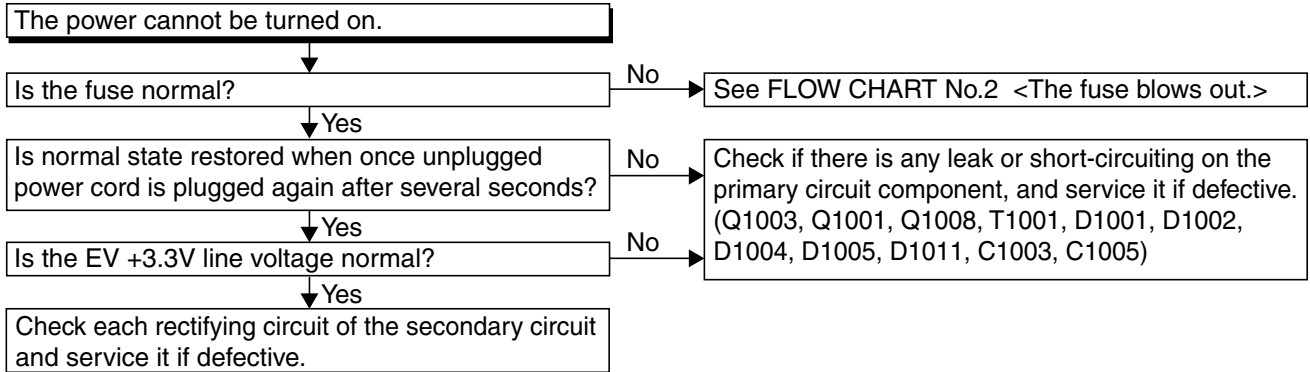 The power cannot be turned on.
Is the fuse normal?
No
See FLOW CHART No.2 <The fuse blows out.>
Yes
Is normal state restored when once unplugged
power cord is plugged again after several seconds?
No
Check if there is any leak or short-circuiting on the
primary circuit component, and service it if defective.
(Q1003, Q1001, Q1008, T1001, D1001, D1002,
D1004, D1005, D1011, C1003, C1005)
Yes
Is the EV +3.3V line voltage normal?
No
Yes
Check each rectifying circuit of the secondary circuit
and service it if defective.